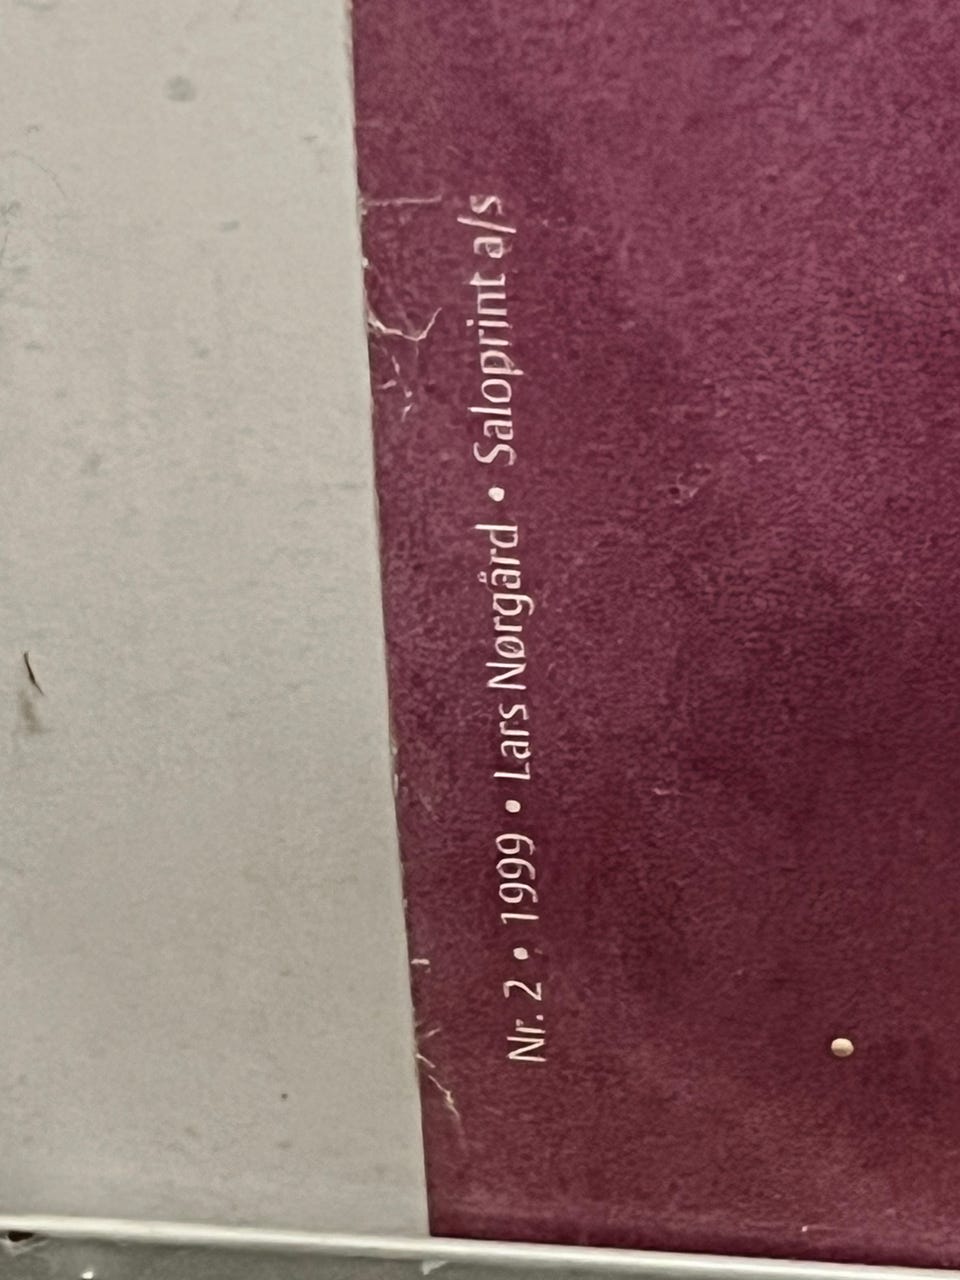 Nr. 2 • 1999 • Lars Nørgård • Saloprint a/s